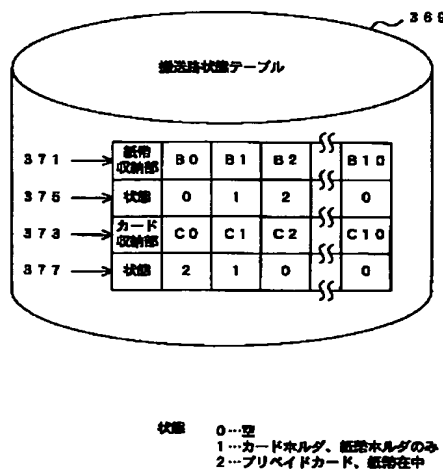 369
搬送路状態テーブル
371 紙幣収納部 B0 B1 B2 B10
375 状態 0 1 2 0
373 カード収納部 C0 C1 C2 C10
377 状態 2 1 0 0
状態 0…空
1…カードホルダ、紙幣ホルダのみ
2…プリペイドカード、紙幣在中